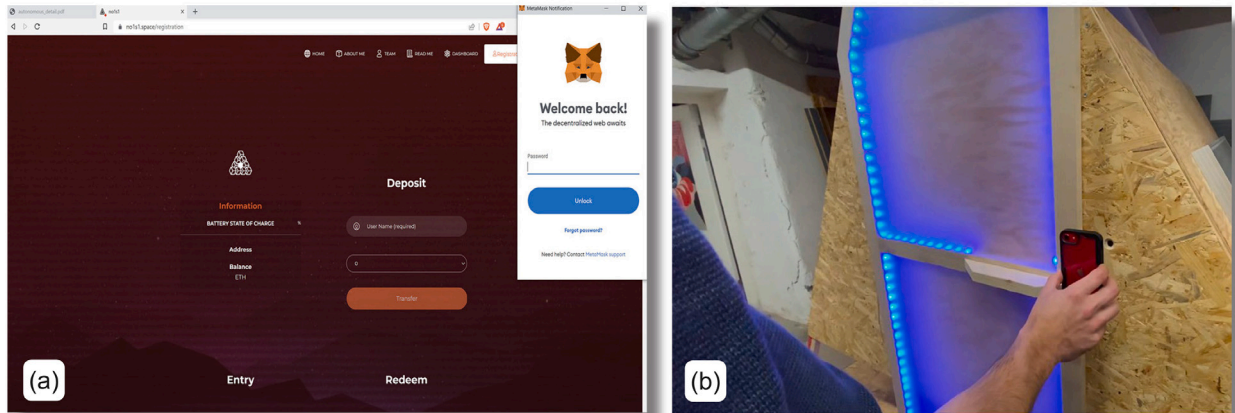 autonomous_detail.pdf
no1s1
MetaMask Notification
no1s1.space/registration
HOME
ABOUT ME
TEAM
READ ME
DASHBOARD
Welcome back!
The decentralized web awaits
Password
Unlock
Forgot password?
Need help? Contact MetaMask support
Deposit
Information
BATTERY STATE OF CHARGE %
User Name (required)
Address
Balance
ETH
0
Transfer
Entry
Redeem
(a)
(b)